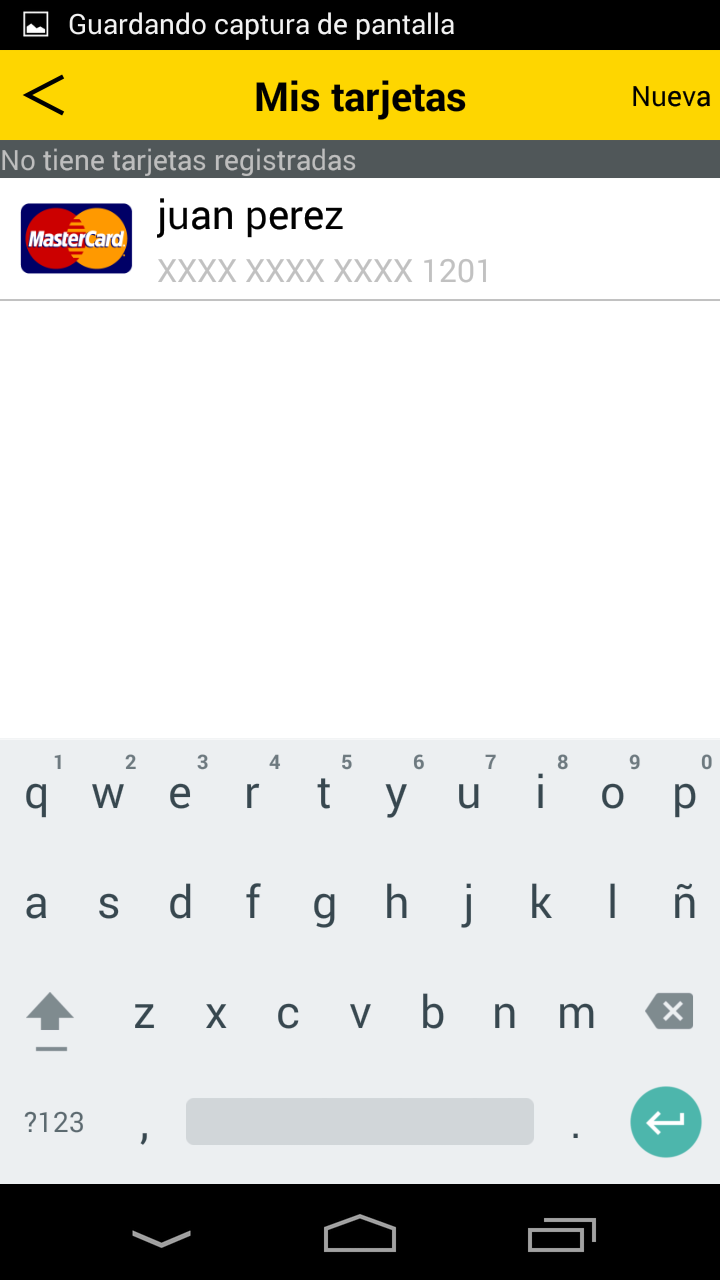 Guardando captura de pantalla
Mis tarjetas
Nueva
No tiene tarjetas registradas
MasterCard
juan perez
XXXX XXXX XXXX 1201
1 2 3 4 5 6 7 8 9 0
q w e r t y u i o p
a s d f g h j k l ñ
z x c v b n m
?123 , .